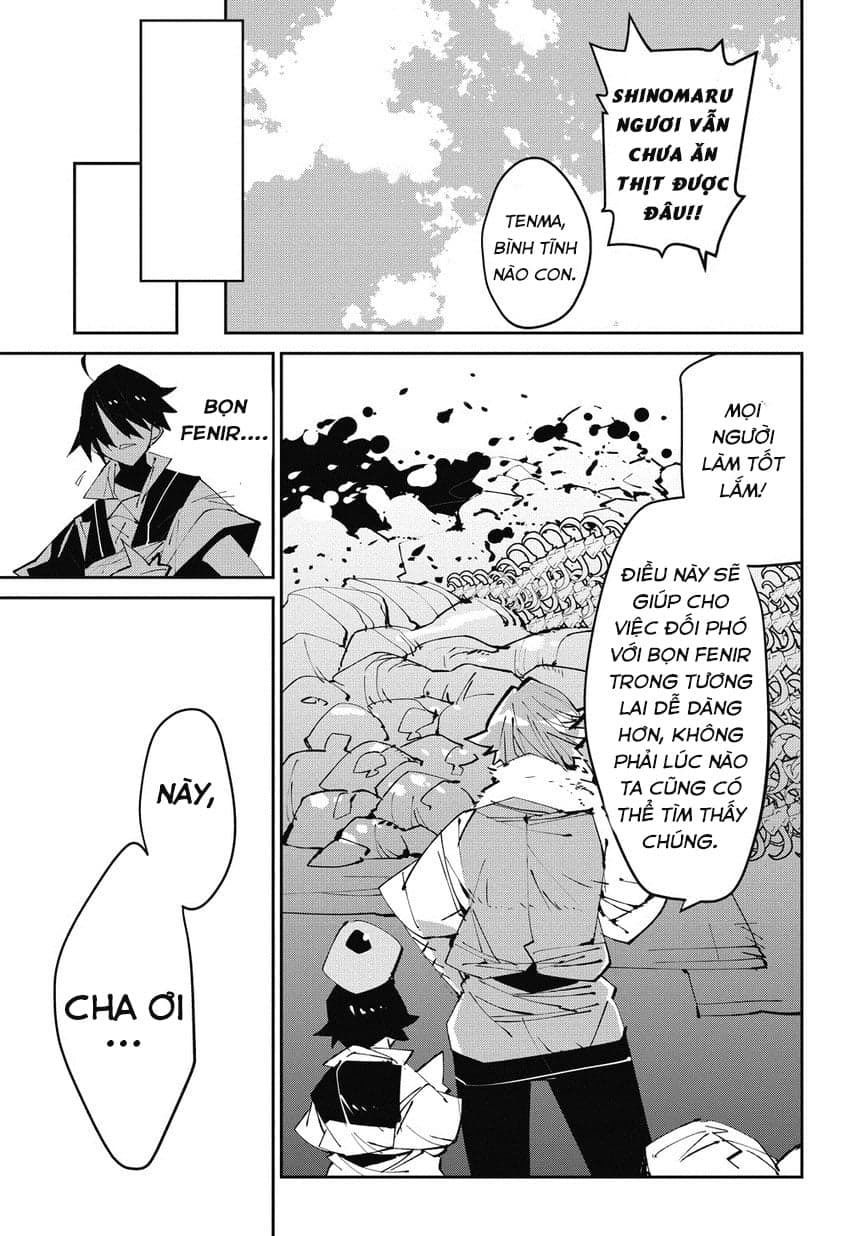 SHINOMARU
NGƯƠI VẪN
CHƯA ĂN
THỊT ĐƯỢC
ĐÂU!!
TENMA,
BÌNH TĨNH
NÀO CON.
MỌI
NGƯỜI
LÀM TỐT
LẮM!
ĐIỀU NÀY SẼ
GIÚP CHO
VIỆC ĐỐI PHÓ
VỚI BỌN FENIR
TRONG TƯƠNG
LAI DỄ DÀNG
HƠN, KHÔNG
PHẢI LÚC NÀO
TA CŨNG CÓ
THỂ TÌM THẤY
CHÚNG.
BỌN
FENIR....
NÀY,
CHA ƠI
...